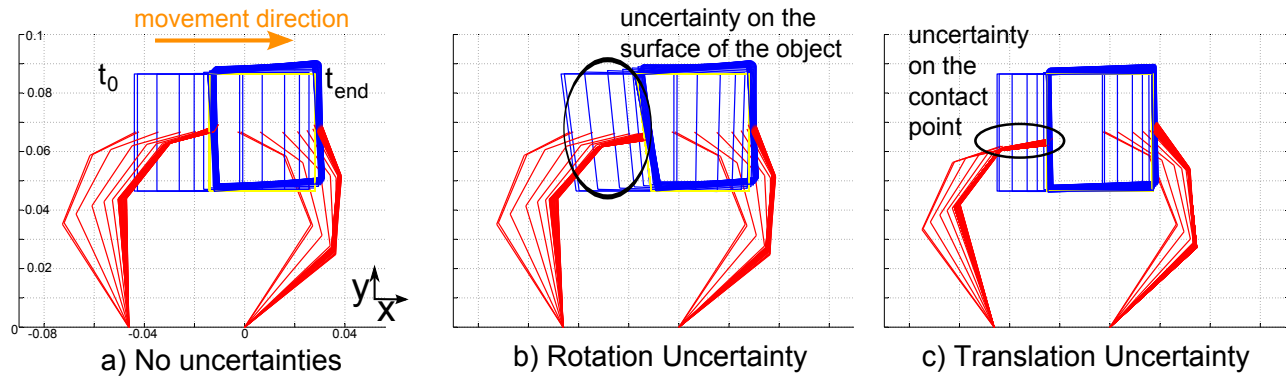 movement direction
uncertainty on the
surface of the object
uncertainty
on the
contact
point
0.1
0.08
0.06
0.04
0.02
0
t0
tend
y
x
-0.08
-0.04
0
0.04
a) No uncertainties
b) Rotation Uncertainty
c) Translation Uncertainty